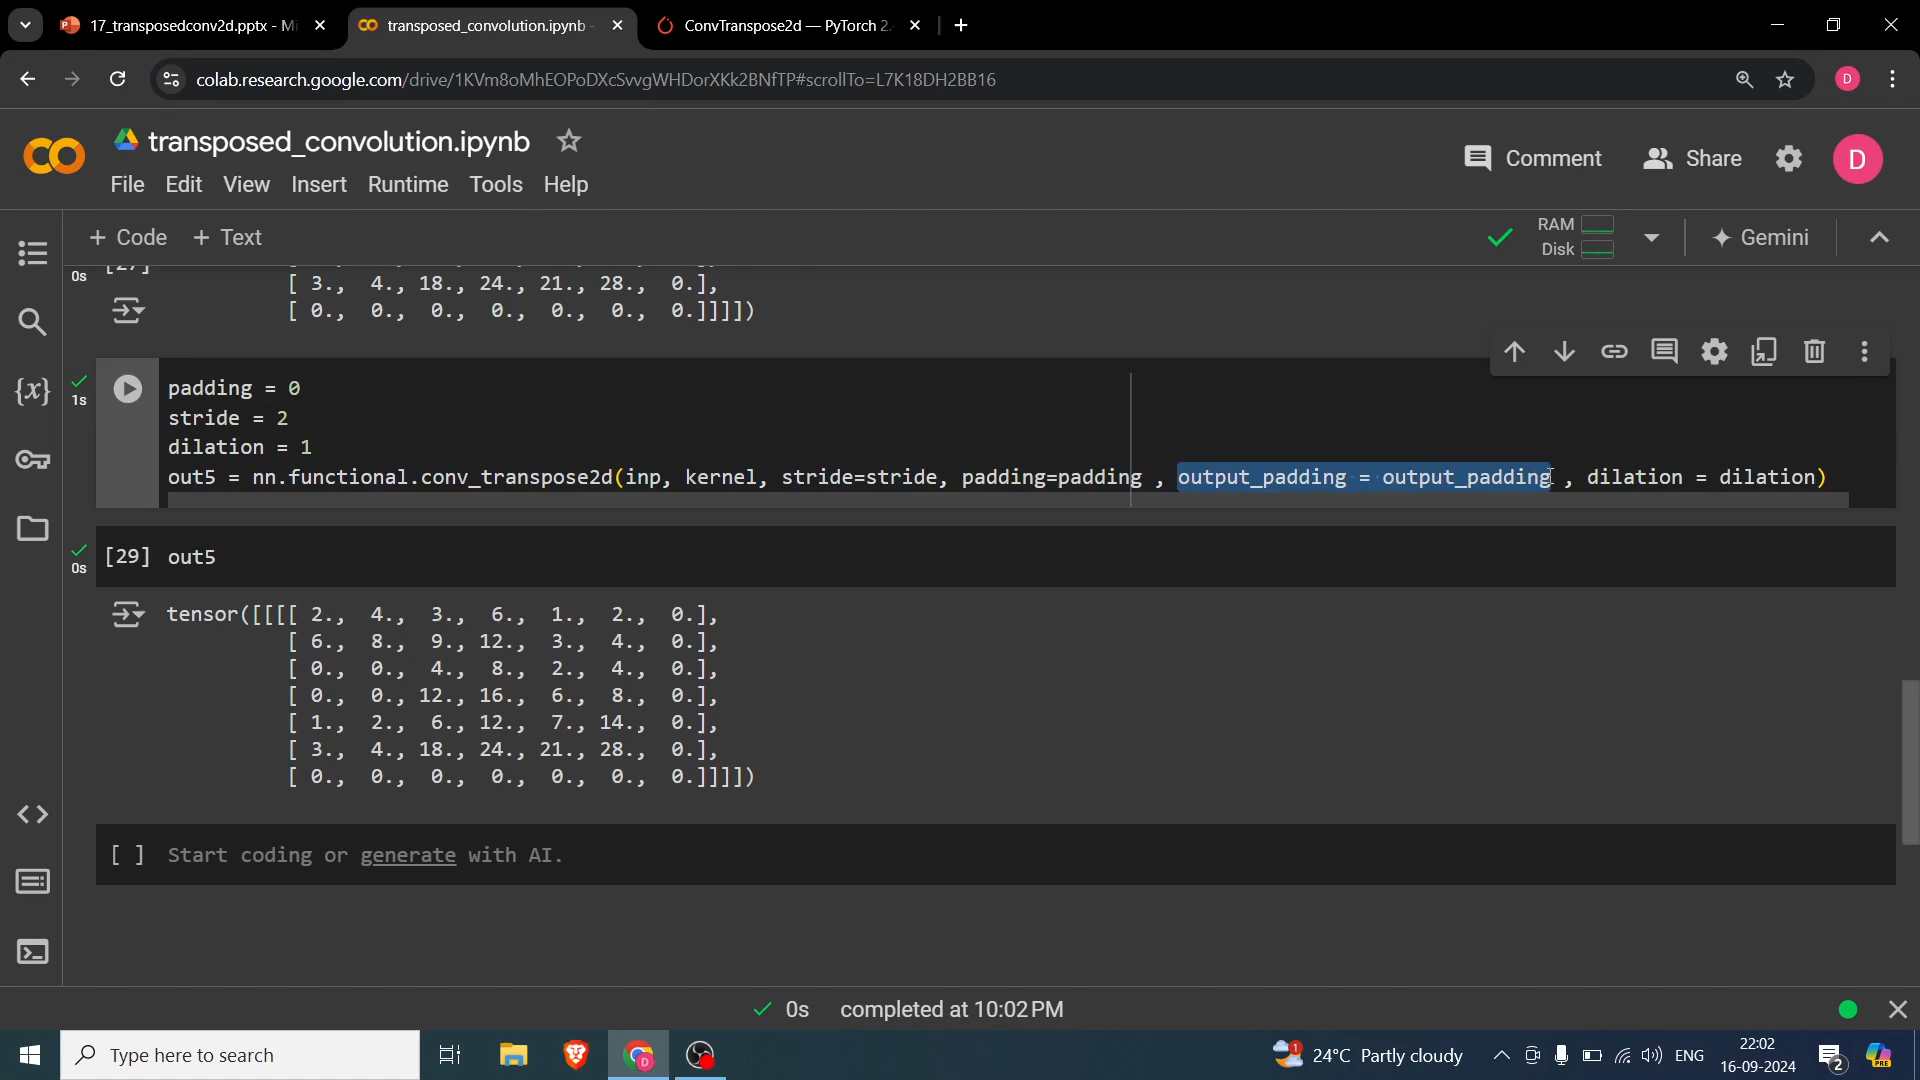 17_transposedconv2d.pptx - Mi
transposed_convolution.ipynb -
ConvTranspose2d — PyTorch 2.
colab.research.google.com/drive/1KVm8oMhEOPoDXcSvvgWHDorXKk2BNfTP#scrollTo=L7K18DH2BB16
D
transposed_convolution.ipynb
File Edit View Insert Runtime Tools Help
Comment
Share
D
+ Code + Text
RAM
Disk
Gemini
0s
[27]
[ 3., 4., 18., 24., 21., 28., 0.],
[ 0., 0., 0., 0., 0., 0., 0.]]]])
1s
padding = 0
stride = 2
dilation = 1
out5 = nn.functional.conv_transpose2d(inp, kernel, stride=stride, padding=padding , output_padding = output_padding , dilation = dilation)
0s
[29] out5
tensor([[[[ 2., 4., 3., 6., 1., 2., 0.],
[ 6., 8., 9., 12., 3., 4., 0.],
[ 0., 0., 4., 8., 2., 4., 0.],
[ 0., 0., 12., 16., 6., 8., 0.],
[ 1., 2., 6., 12., 7., 14., 0.],
[ 3., 4., 18., 24., 21., 28., 0.],
[ 0., 0., 0., 0., 0., 0., 0.]]]])
[ ] Start coding or generate with AI.
0s completed at 10:02 PM
Type here to search
24°C Partly cloudy
ENG
22:02
16-09-2024
2